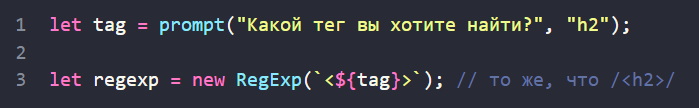 1 let tag = prompt("Какой тег вы хотите найти?", "h2");
2
3 let regexp = new RegExp(`<${tag}>`); // то же, что /<h2>/